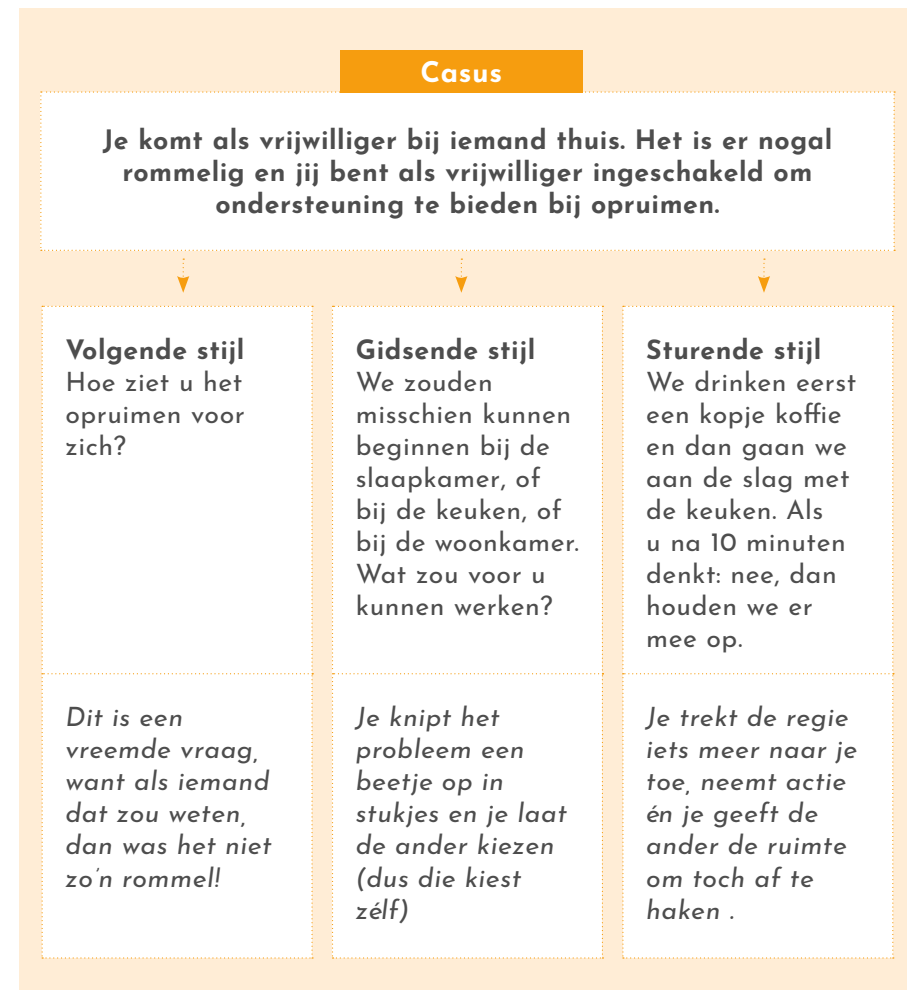 Casus
Je komt als vrijwilliger bij iemand thuis. Het is er nogal
rommelig en jij bent als vrijwilliger ingeschakeld om
ondersteuning te bieden bij opruimen.
Volgende stijl
Hoe ziet u het
opruimen voor
zich?
Dit is een
vreemde vraag,
want als iemand
dat zou weten,
dan was het niet
zo'n rommel!
Gidsende stijl
We zouden
misschien kunnen
beginnen bij de
slaapkamer, of
bij de keuken, of
bij de woonkamer.
Wat zou voor u
kunnen werken?
Je knipt het
probleem een
beetje op in
stukjes en je laat
de ander kiezen
(dus die kiest
zélf)
Sturende stijl
We drinken eerst
een kopje koffie
en dan gaan we
aan de slag met
de keuken. Als
u na 10 minuten
denkt: nee, dan
houden we er
mee op.
Je trekt de regie
iets meer naar je
toe, neemt actie
én je geeft de
ander de ruimte
om toch af te
haken .